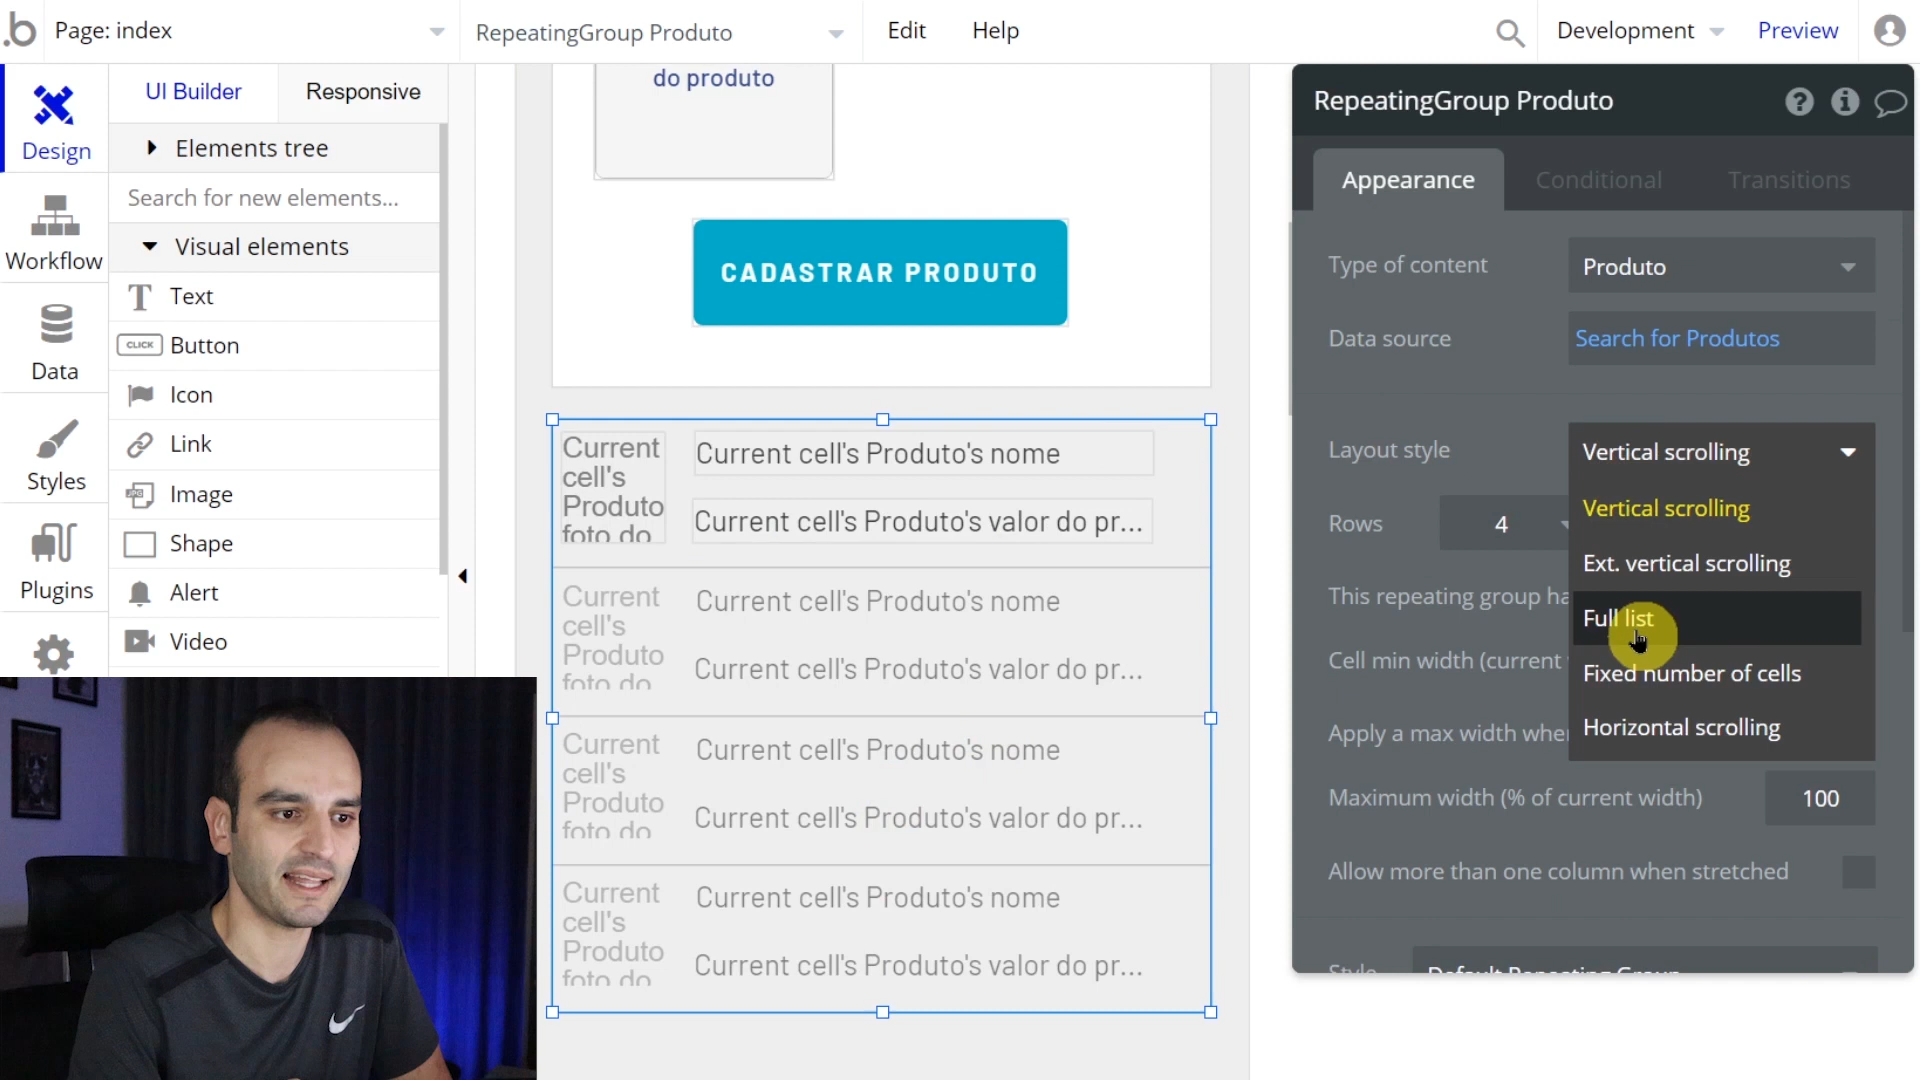 .b
Page: index
RepeatingGroup Produto
Edit
Help
Development
Preview
UI Builder
Responsive
Design
Elements tree
Search for new elements...
Workflow
Visual elements
Text
CLICK
Button
Data
Icon
Link
Styles
Image
Shape
Plugins
Alert
Video
do produto
CADASTRAR PRODUTO
Current
cell's
Produto
foto do
Current cell's Produto's nome
Current cell's Produto's valor do pr...
Current
cell's
Produto
foto do
Current cell's Produto's nome
Current cell's Produto's valor do pr...
Current
cell's
Produto
foto do
Current cell's Produto's nome
Current cell's Produto's valor do pr...
Current
cell's
Produto
foto do
Current cell's Produto's nome
Current cell's Produto's valor do pr...
RepeatingGroup Produto
Appearance
Conditional
Transitions
Type of content
Produto
Data source
Search for Produtos
Layout style
Vertical scrolling
Vertical scrolling
Rows
4
Ext. vertical scrolling
This repeating group ha
Full list
Cell min width (current
Fixed number of cells
Apply a max width whe
Horizontal scrolling
Maximum width (% of current width)
100
Allow more than one column when stretched
Style
Default Repeating Group